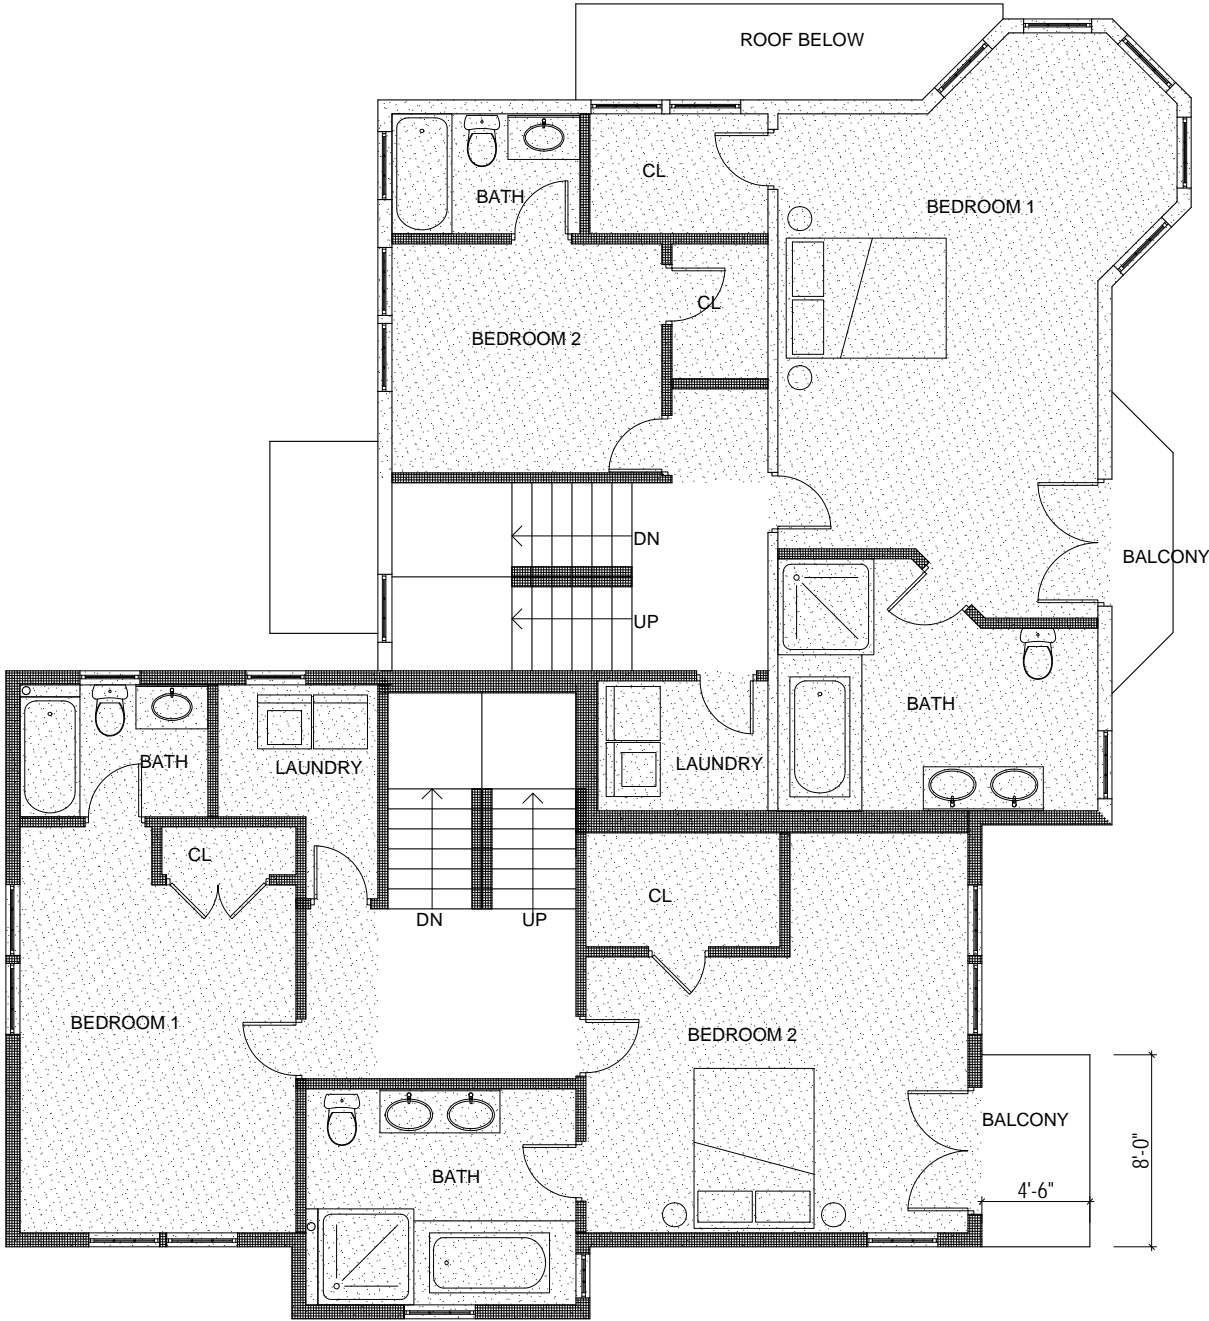 ROOF BELOW
CL
BATH
BEDROOM 1
CL
BEDROOM 2
DN
BALCONY
UP
BATH
BATH
LAUNDRY
LAUNDRY
CL
CL
DN
UP
BEDROOM 1
BEDROOM 2
BALCONY
8'-0"
BATH
4'-6"